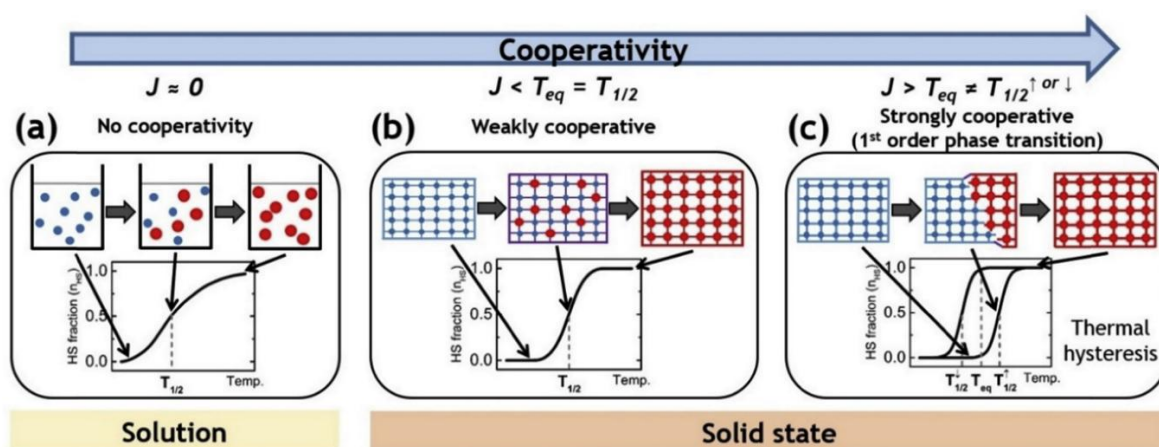 Cooperativity
J ≈ 0
J < Teq = T1/2
J > Teq ≠ T1/2↑ or ↓
(a)
No cooperativity
(b)
Weakly cooperative
(c)
Strongly cooperative
(1st order phase transition)
HS fraction (nHS)
1.0
0.5
0.0
T1/2
Temp.
HS fraction (nHS)
1.0
0.5
0.0
T1/2
Temp.
HS fraction (nHS)
1.0
0.5
0.0
T1/2↓ Teq T1/2↑
Temp.
Thermal
hysteresis
Solution
Solid state